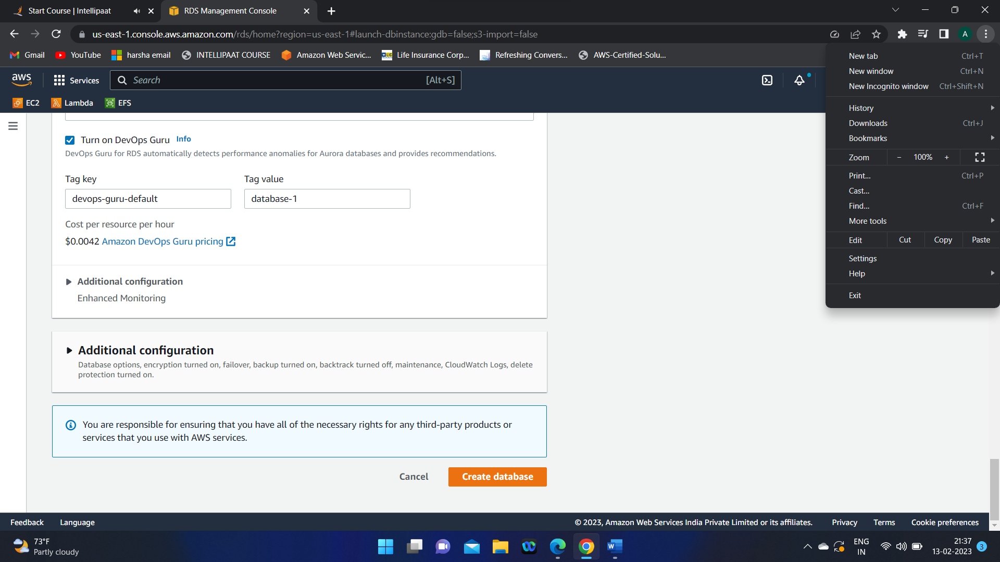 Start Course | Intellipaat
RDS Management Console
us-east-1.console.aws.amazon.com/rds/home?region=us-east-1#launch-dbinstance:gdb=false;s3-import=false
A
Gmail
YouTube
harsha email
INTELLIPAAT COURSE
Amazon Web Servic...
Life Insurance Corp...
Refreshing Convers...
AWS-Certified-Solu...
aws
Services
Search
[Alt+S]
EC2
Lambda
EFS
New tab Ctrl+T
New window Ctrl+N
New Incognito window Ctrl+Shift+N
History
Downloads Ctrl+J
Bookmarks
Zoom - 100% +
Print... Ctrl+P
Cast...
Find... Ctrl+F
More tools
Edit Cut Copy Paste
Settings
Help
Exit
Turn on DevOps Guru Info
DevOps Guru for RDS automatically detects performance anomalies for Aurora databases and provides recommendations.
Tag key Tag value
devops-guru-default database-1
Cost per resource per hour
$0.0042 Amazon DevOps Guru pricing
Additional configuration
Enhanced Monitoring
Additional configuration
Database options, encryption turned on, failover, backup turned on, backtrack turned off, maintenance, CloudWatch Logs, delete
protection turned on.
You are responsible for ensuring that you have all of the necessary rights for any third-party products or
services that you use with AWS services.
Cancel Create database
Feedback Language © 2023, Amazon Web Services India Private Limited or its affiliates. Privacy Terms Cookie preferences
73°F
Partly cloudy
W
ENG
IN
21:37
13-02-2023
3